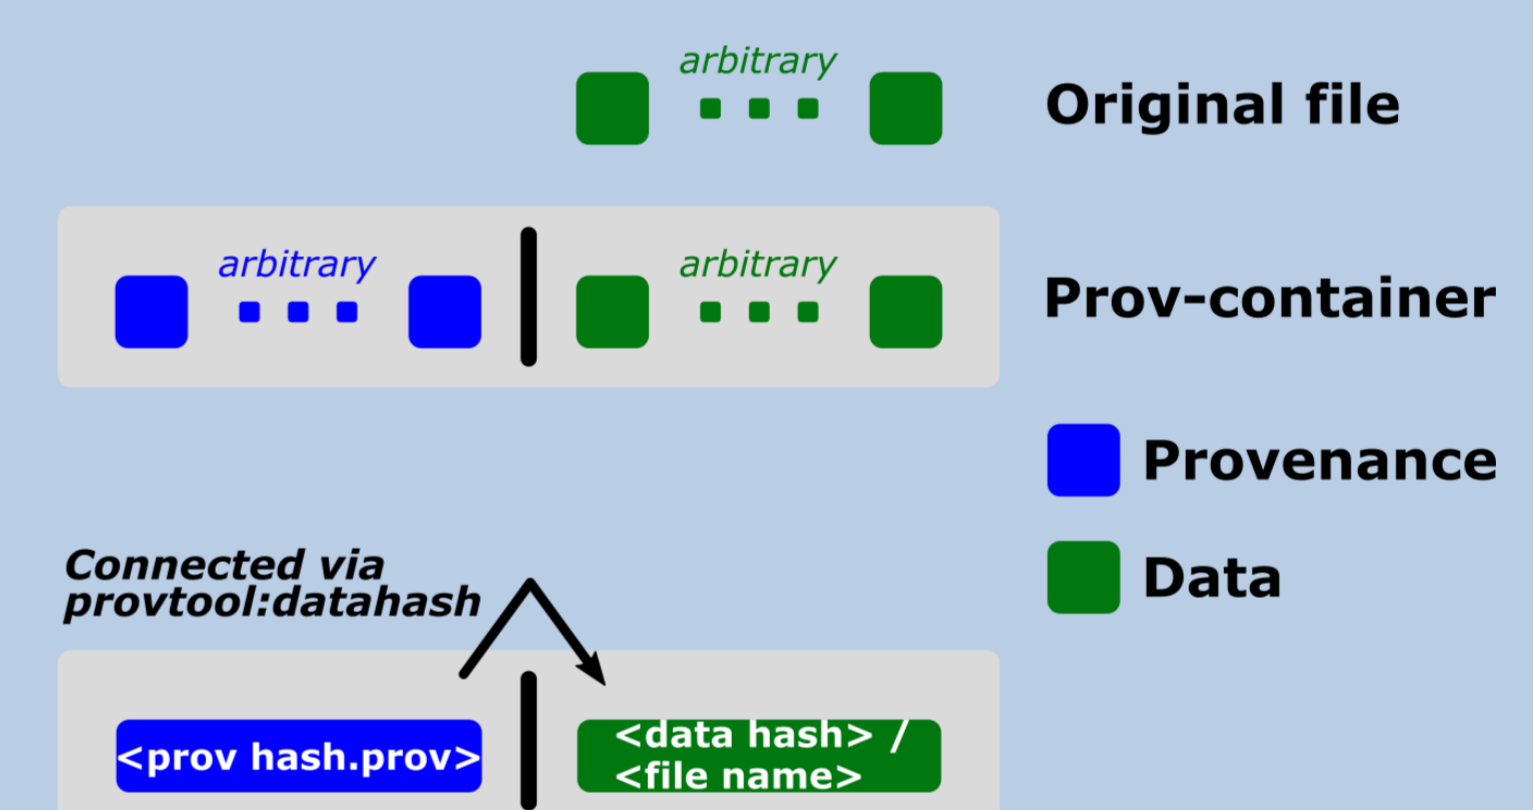 arbitrary
Original file
arbitrary
arbitrary
Prov-container
Provenance
Connected via
provtool:datahash
Data
<prov hash.prov>
<data hash> /
<file name>